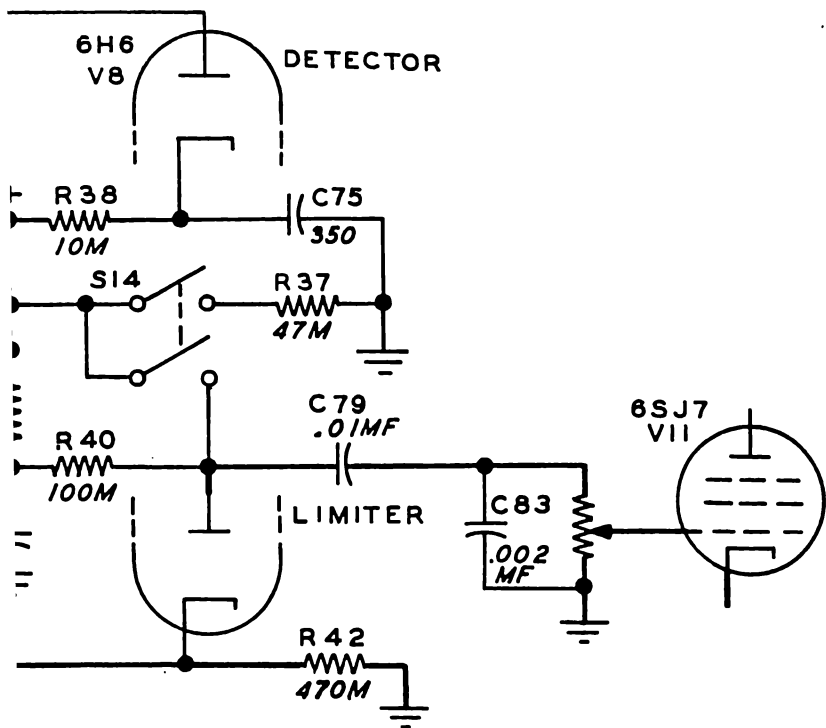 6H6
V8
DETECTOR
R38
10M
C75
350
S14
R37
47M
C79
.01MF
6SJ7
V11
R40
100M
LIMITER
C83
.002
MF
R42
470M